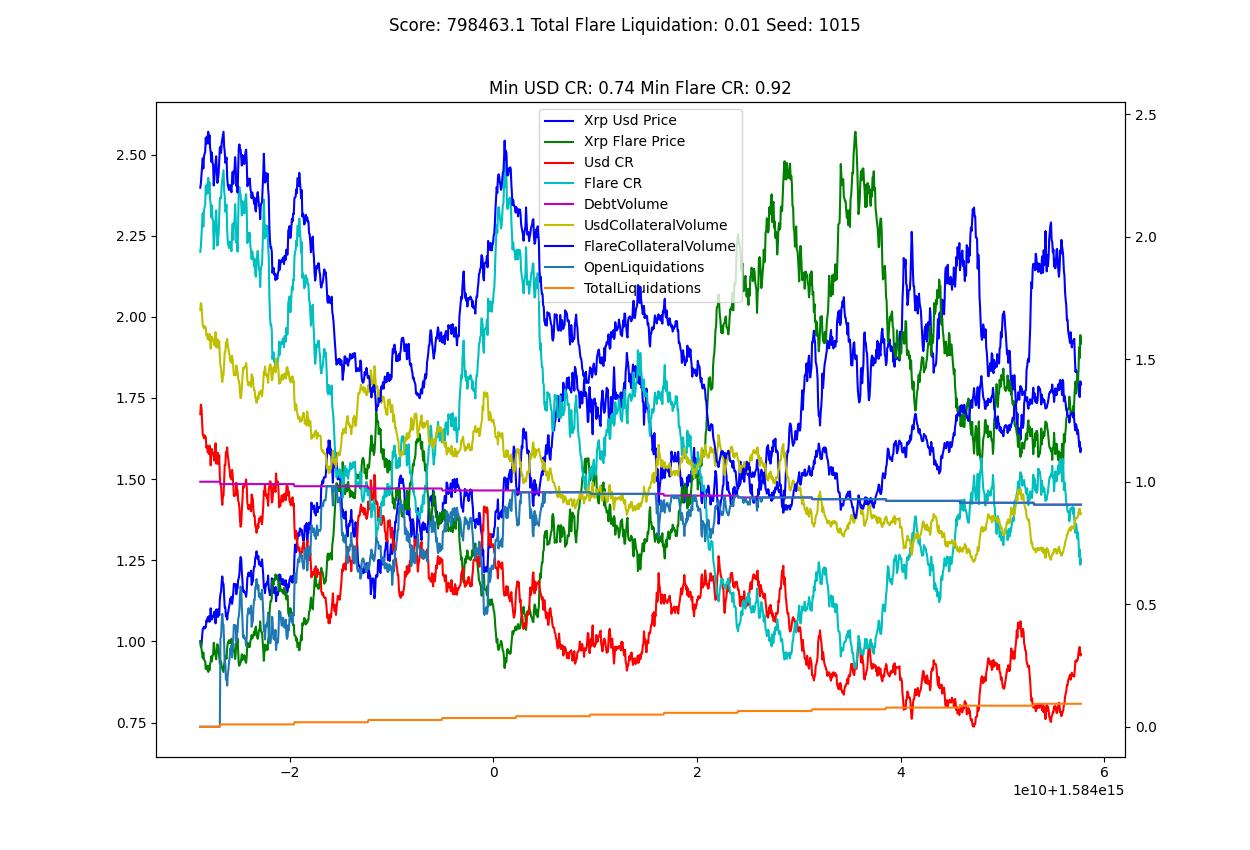 Score: 798463.1 Total Flare Liquidation: 0.01 Seed: 1015
Min USD CR: 0.74 Min Flare CR: 0.92
Xrp Usd Price
Xrp Flare Price
Usd CR
Flare CR
DebtVolume
UsdCollateralVolume
FlareCollateralVolume
OpenLiquidations
TotalLiquidations
2.50
2.25
2.00
1.75
1.50
1.25
1.00
0.75
2.5
2.0
1.5
1.0
0.5
0.0
−2 0 2 4 6
1e10+1.584e15